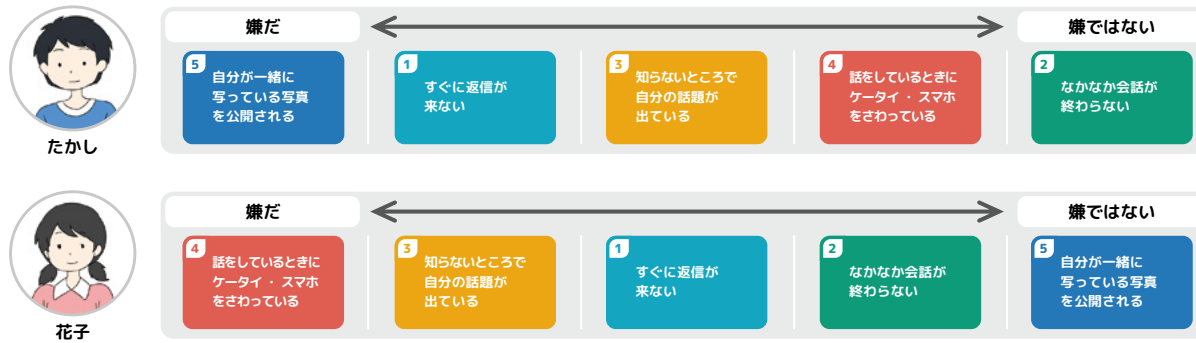 嫌だ
嫌ではない
5
自分が一緒に
写っている写真
を公開される
1
すぐに返信が
来ない
3
知らないところで
自分の話題が
出ている
4
話をしているときに
ケータイ・スマホ
をさわっている
2
なかなか会話が
終わらない
たかし
嫌だ
嫌ではない
4
話をしているときに
ケータイ・スマホ
をさわっている
3
知らないところで
自分の話題が
出ている
1
すぐに返信が
来ない
2
なかなか会話が
終わらない
5
自分が一緒に
写っている写真
を公開される
花子